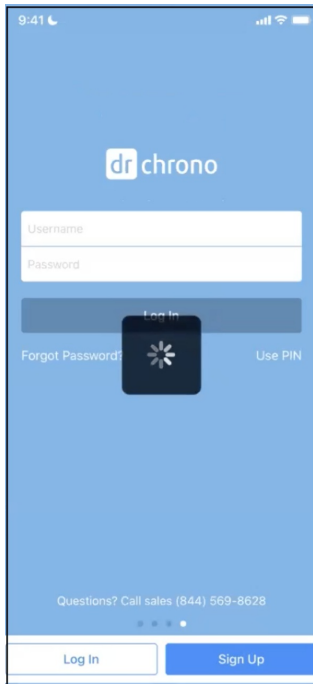 9:41
dr chrono
Username
Password
Log In
Forgot Password?
Use PIN
Questions? Call sales (844) 569-8628
Log In
Sign Up